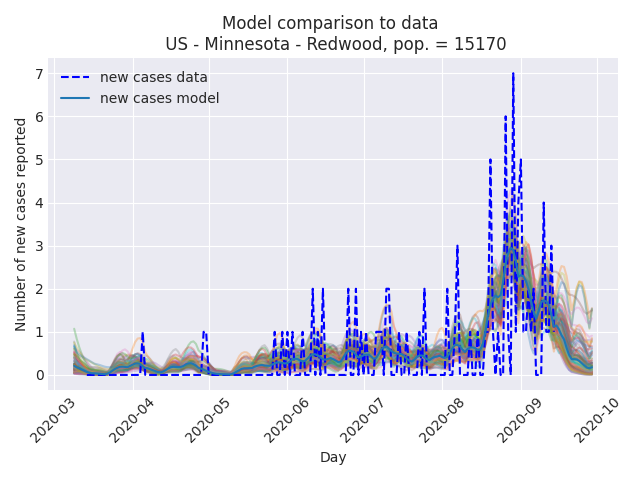 Model comparison to data
US - Minnesota - Redwood, pop. = 15170
new cases data
new cases model
Number of new cases reported
7
6
5
4
3
2
1
0
2020-03
2020-04
2020-05
2020-06
2020-07
2020-08
2020-09
2020-10
Day